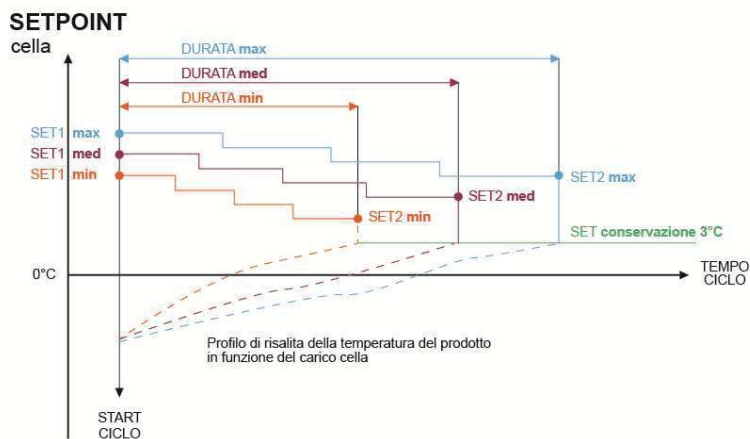 SETPOINT
cella
DURATA max
DURATA med
DURATA min
SET1 max
SET1 med
SET1 min
SET2 max
SET2 med
SET2 min
SET conservazione 3°C
0°C
TEMPO
CICLO
Profilo di risalita della temperatura del prodotto
in funzione del carico cella
START
CICLO